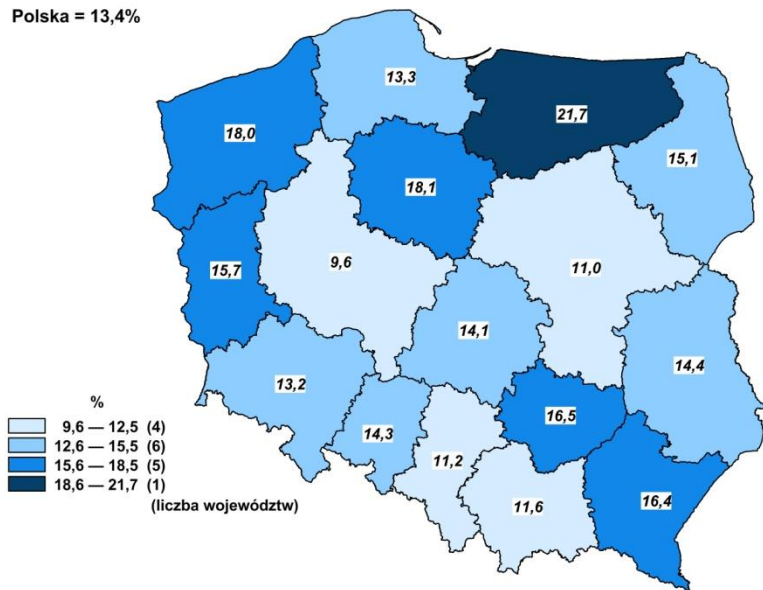 Polska = 13,4%
13,3
21,7
18,0
15,1
18,1
9,6
11,0
15,7
14,1
14,4
13,2
16,5
14,3
11,2
16,4
11,6
%
9,6 — 12,5 (4)
12,6 — 15,5 (6)
15,6 — 18,5 (5)
18,6 — 21,7 (1)
(liczba województw)